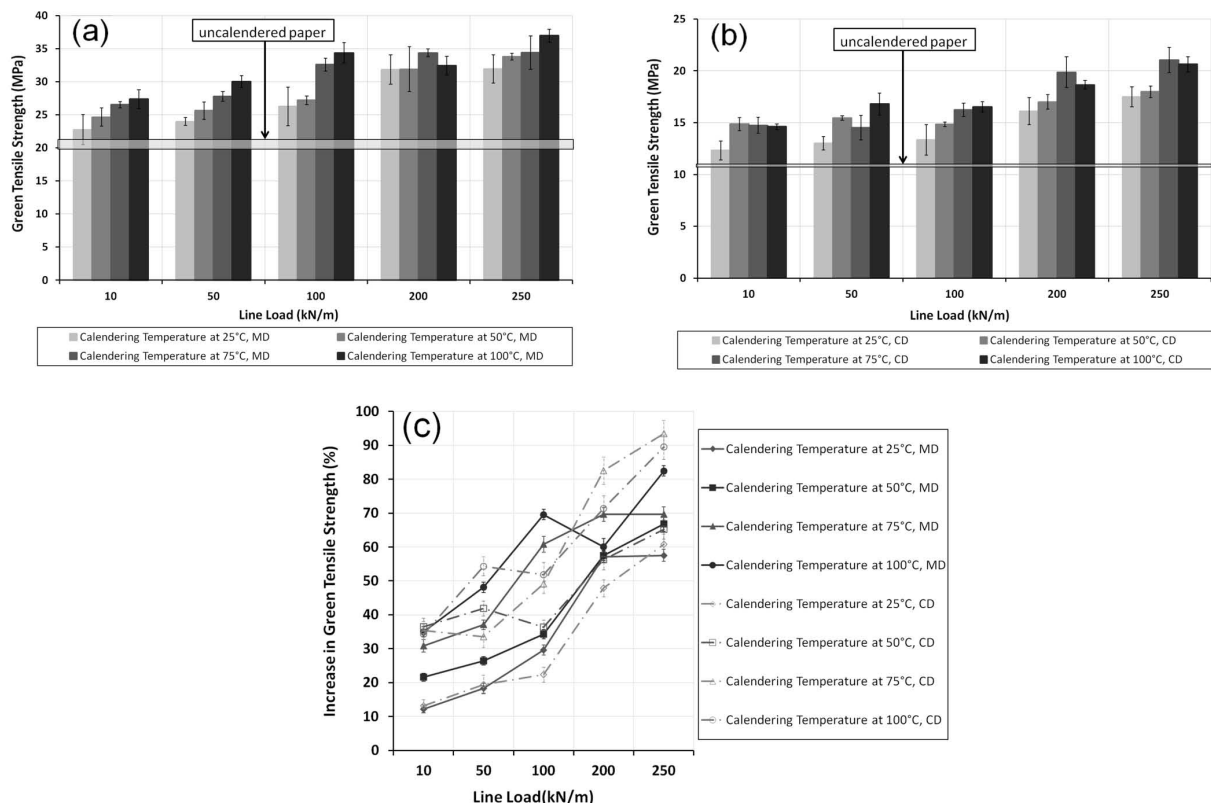 (a)
uncalendered paper
Green Tensile Strength (MPa)
40
35
30
25
20
15
10
5
0
10 50 100 200 250
Line Load (kN/m)
Calendering Temperature at 25°C, MD
Calendering Temperature at 50°C, MD
Calendering Temperature at 75°C, MD
Calendering Temperature at 100°C, MD
(b)
uncalendered paper
Green Tensile Strength (MPa)
25
20
15
10
5
0
10 50 100 200 250
Line Load (kN/m)
Calendering Temperature at 25°C, CD
Calendering Temperature at 50°C, CD
Calendering Temperature at 75°C, CD
Calendering Temperature at 100°C, CD
(c)
Increase in Green Tensile Strength (%)
100
90
80
70
60
50
40
30
20
10
0
10 50 100 200 250
Line Load(kN/m)
Calendering Temperature at 25°C, MD
Calendering Temperature at 50°C, MD
Calendering Temperature at 75°C, MD
Calendering Temperature at 100°C, MD
Calendering Temperature at 25°C, CD
Calendering Temperature at 50°C, CD
Calendering Temperature at 75°C, CD
Calendering Temperature at 100°C, CD